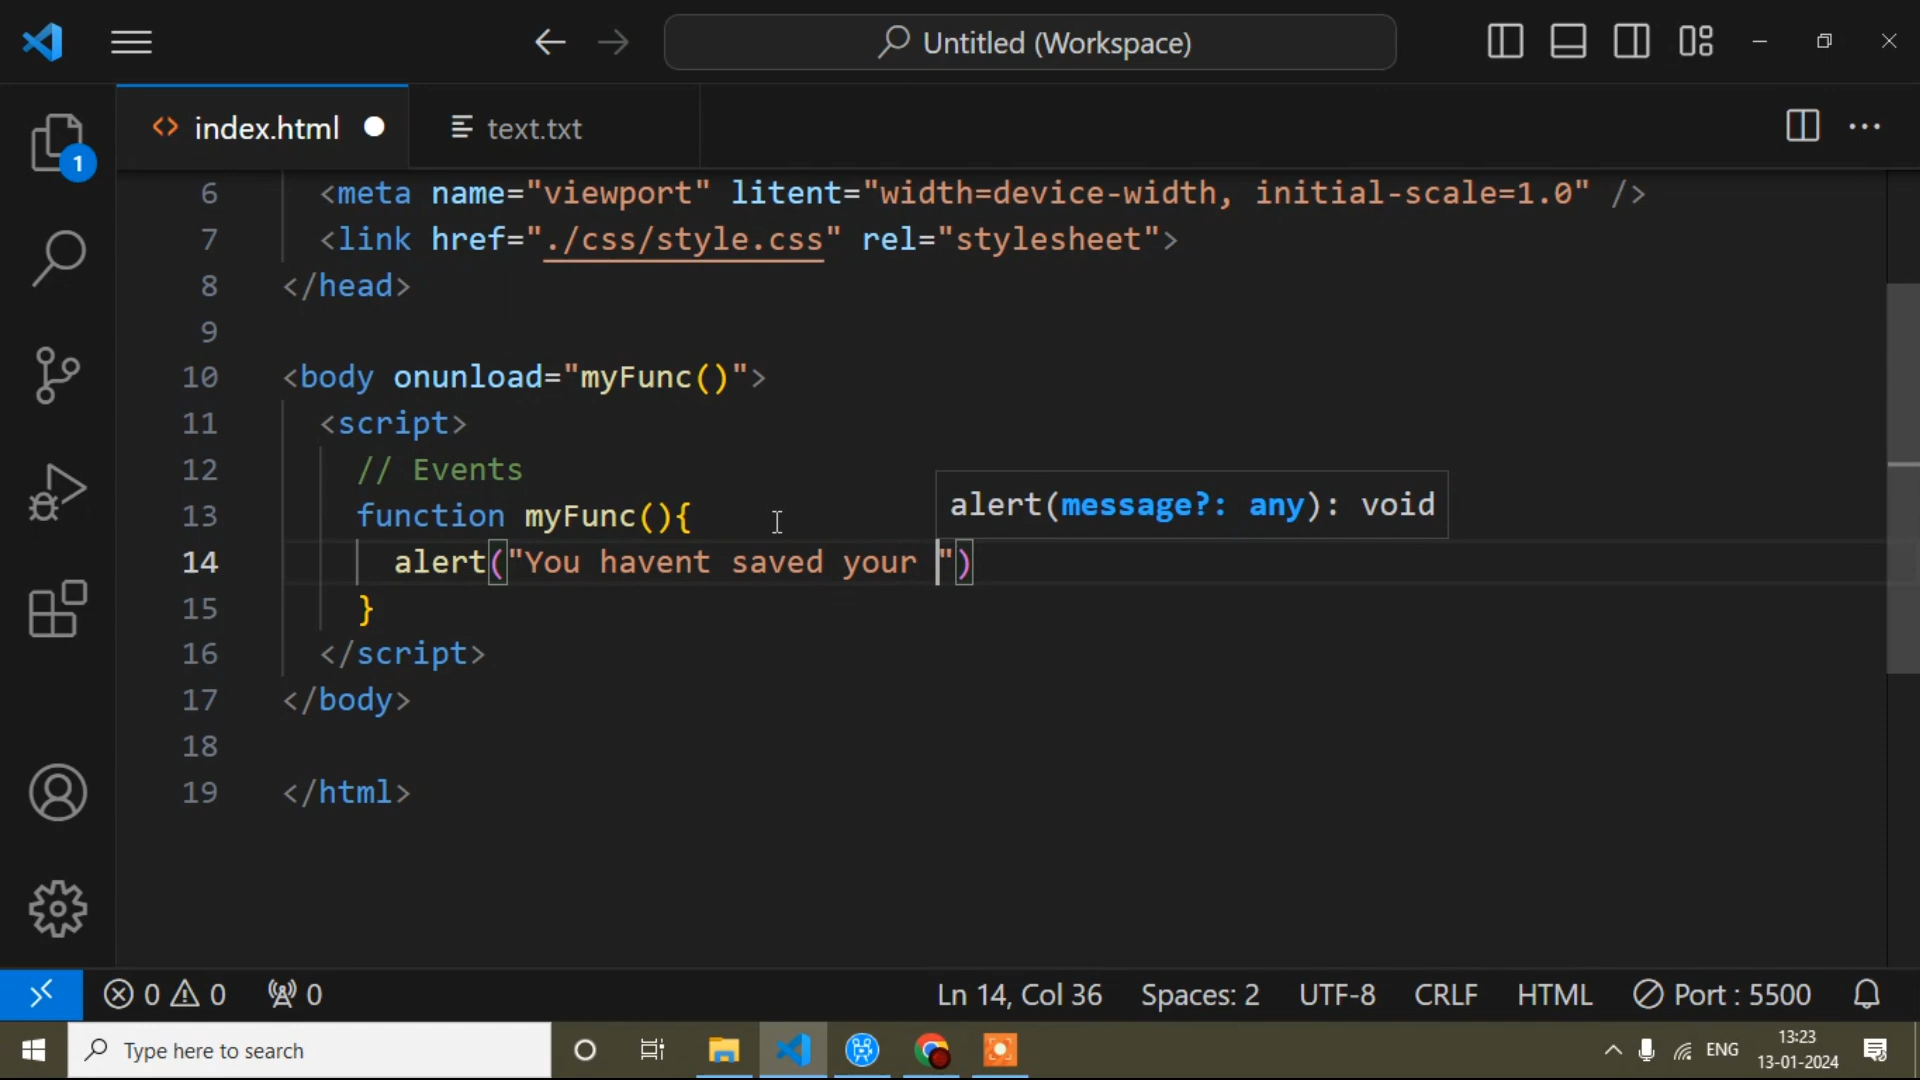 Untitled (Workspace)
index.html
text.txt
1
6 <meta name="viewport" litent="width=device-width, initial-scale=1.0" />
7 <link href="./css/style.css" rel="stylesheet">
8 </head>
9
10 <body onunload="myFunc()">
11 <script>
12 // Events
13 function myFunc(){
alert(message?: any): void
14 alert("You havent saved your ")
15 }
16 </script>
17 </body>
18
19 </html>
0 0 0 Ln 14, Col 36 Spaces: 2 UTF-8 CRLF HTML Port : 5500
Type here to search
ENG
13:23
13-01-2024